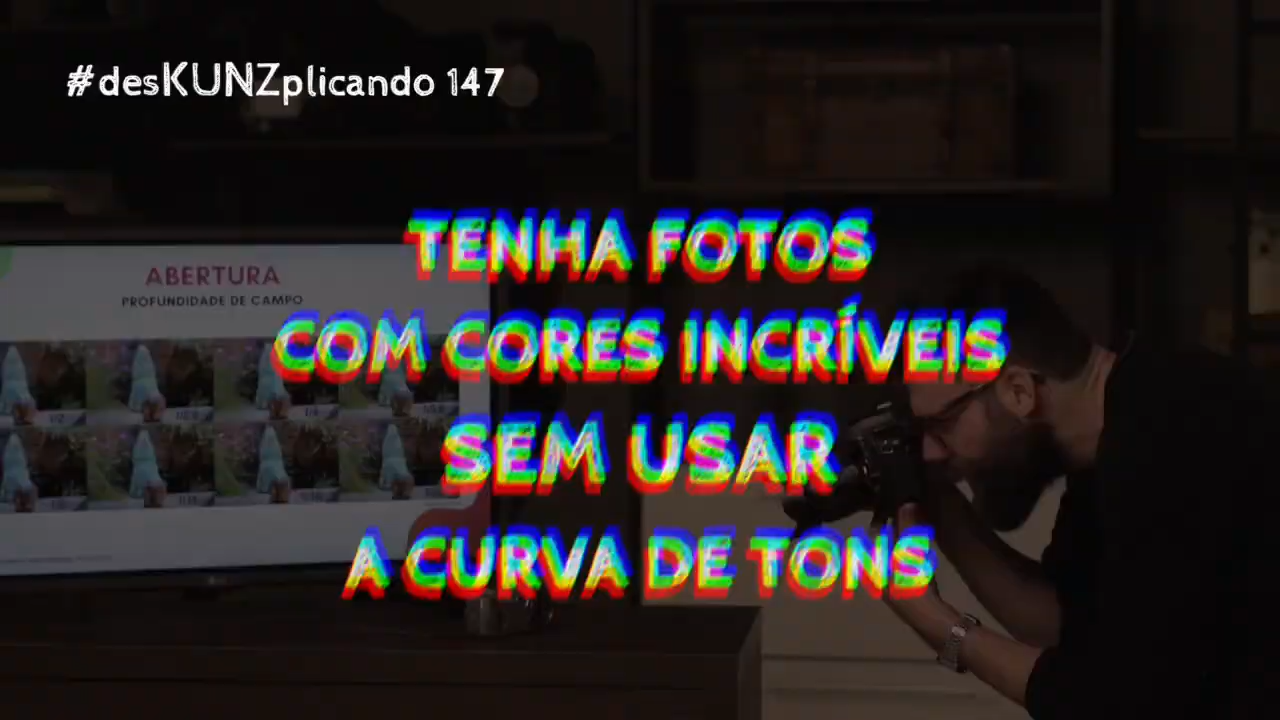 #desKUNZplicando 147
TENHA FOTOS
COM CORES INCRÍVEIS
SEM USAR
A CURVA DE TONS
ABERTURA
PROFUNDIDADE DE CAMPO